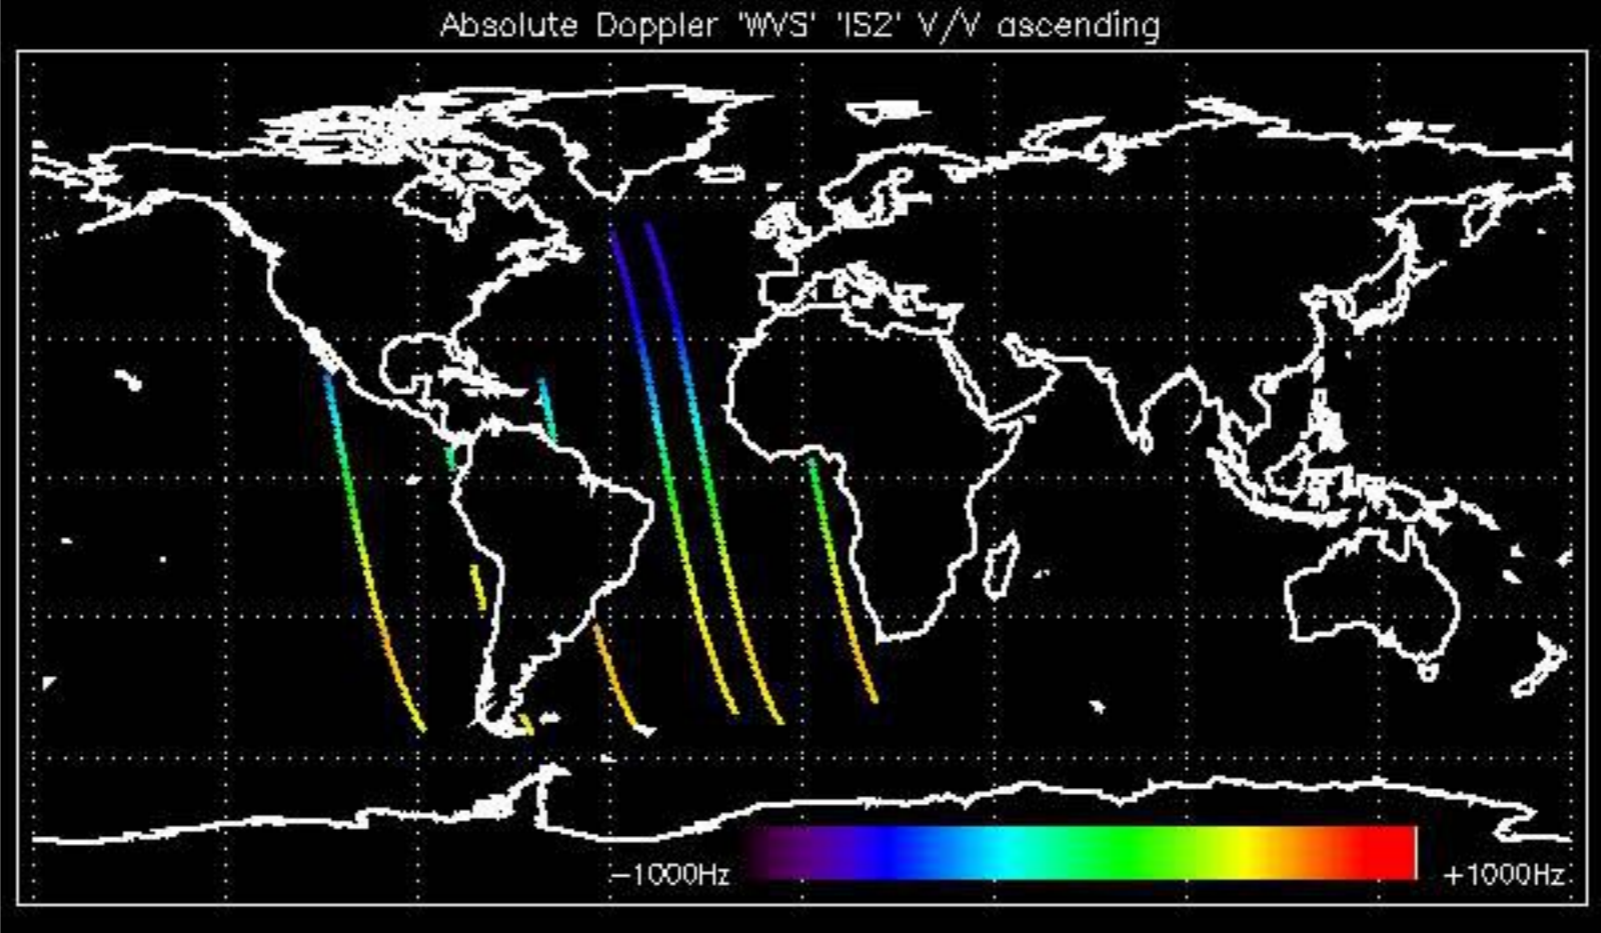 Absolute Doppler 'WVS' 'IS2' V/V ascending
-1000Hz +1000Hz